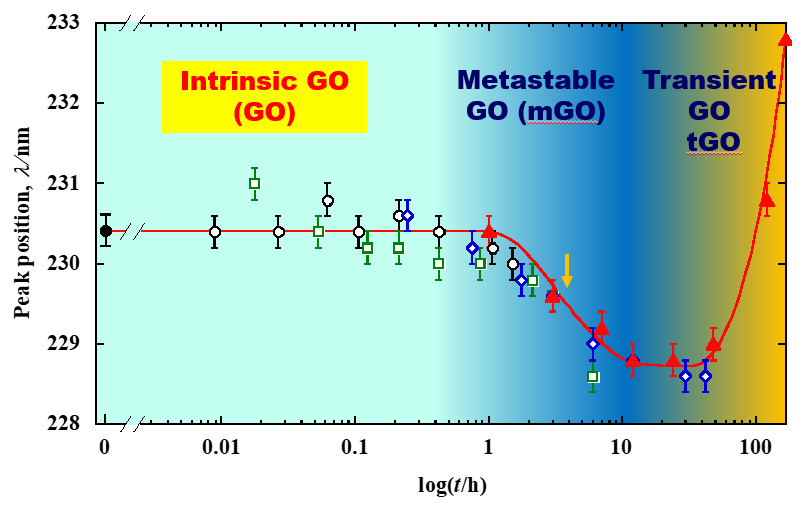 233
232
231
230
229
228
Peak position, λ/nm
Intrinsic GO
(GO)
Metastable
GO (mGO)
Transient
GO
tGO
0
0.01
0.1
1
10
100
log(t/h)